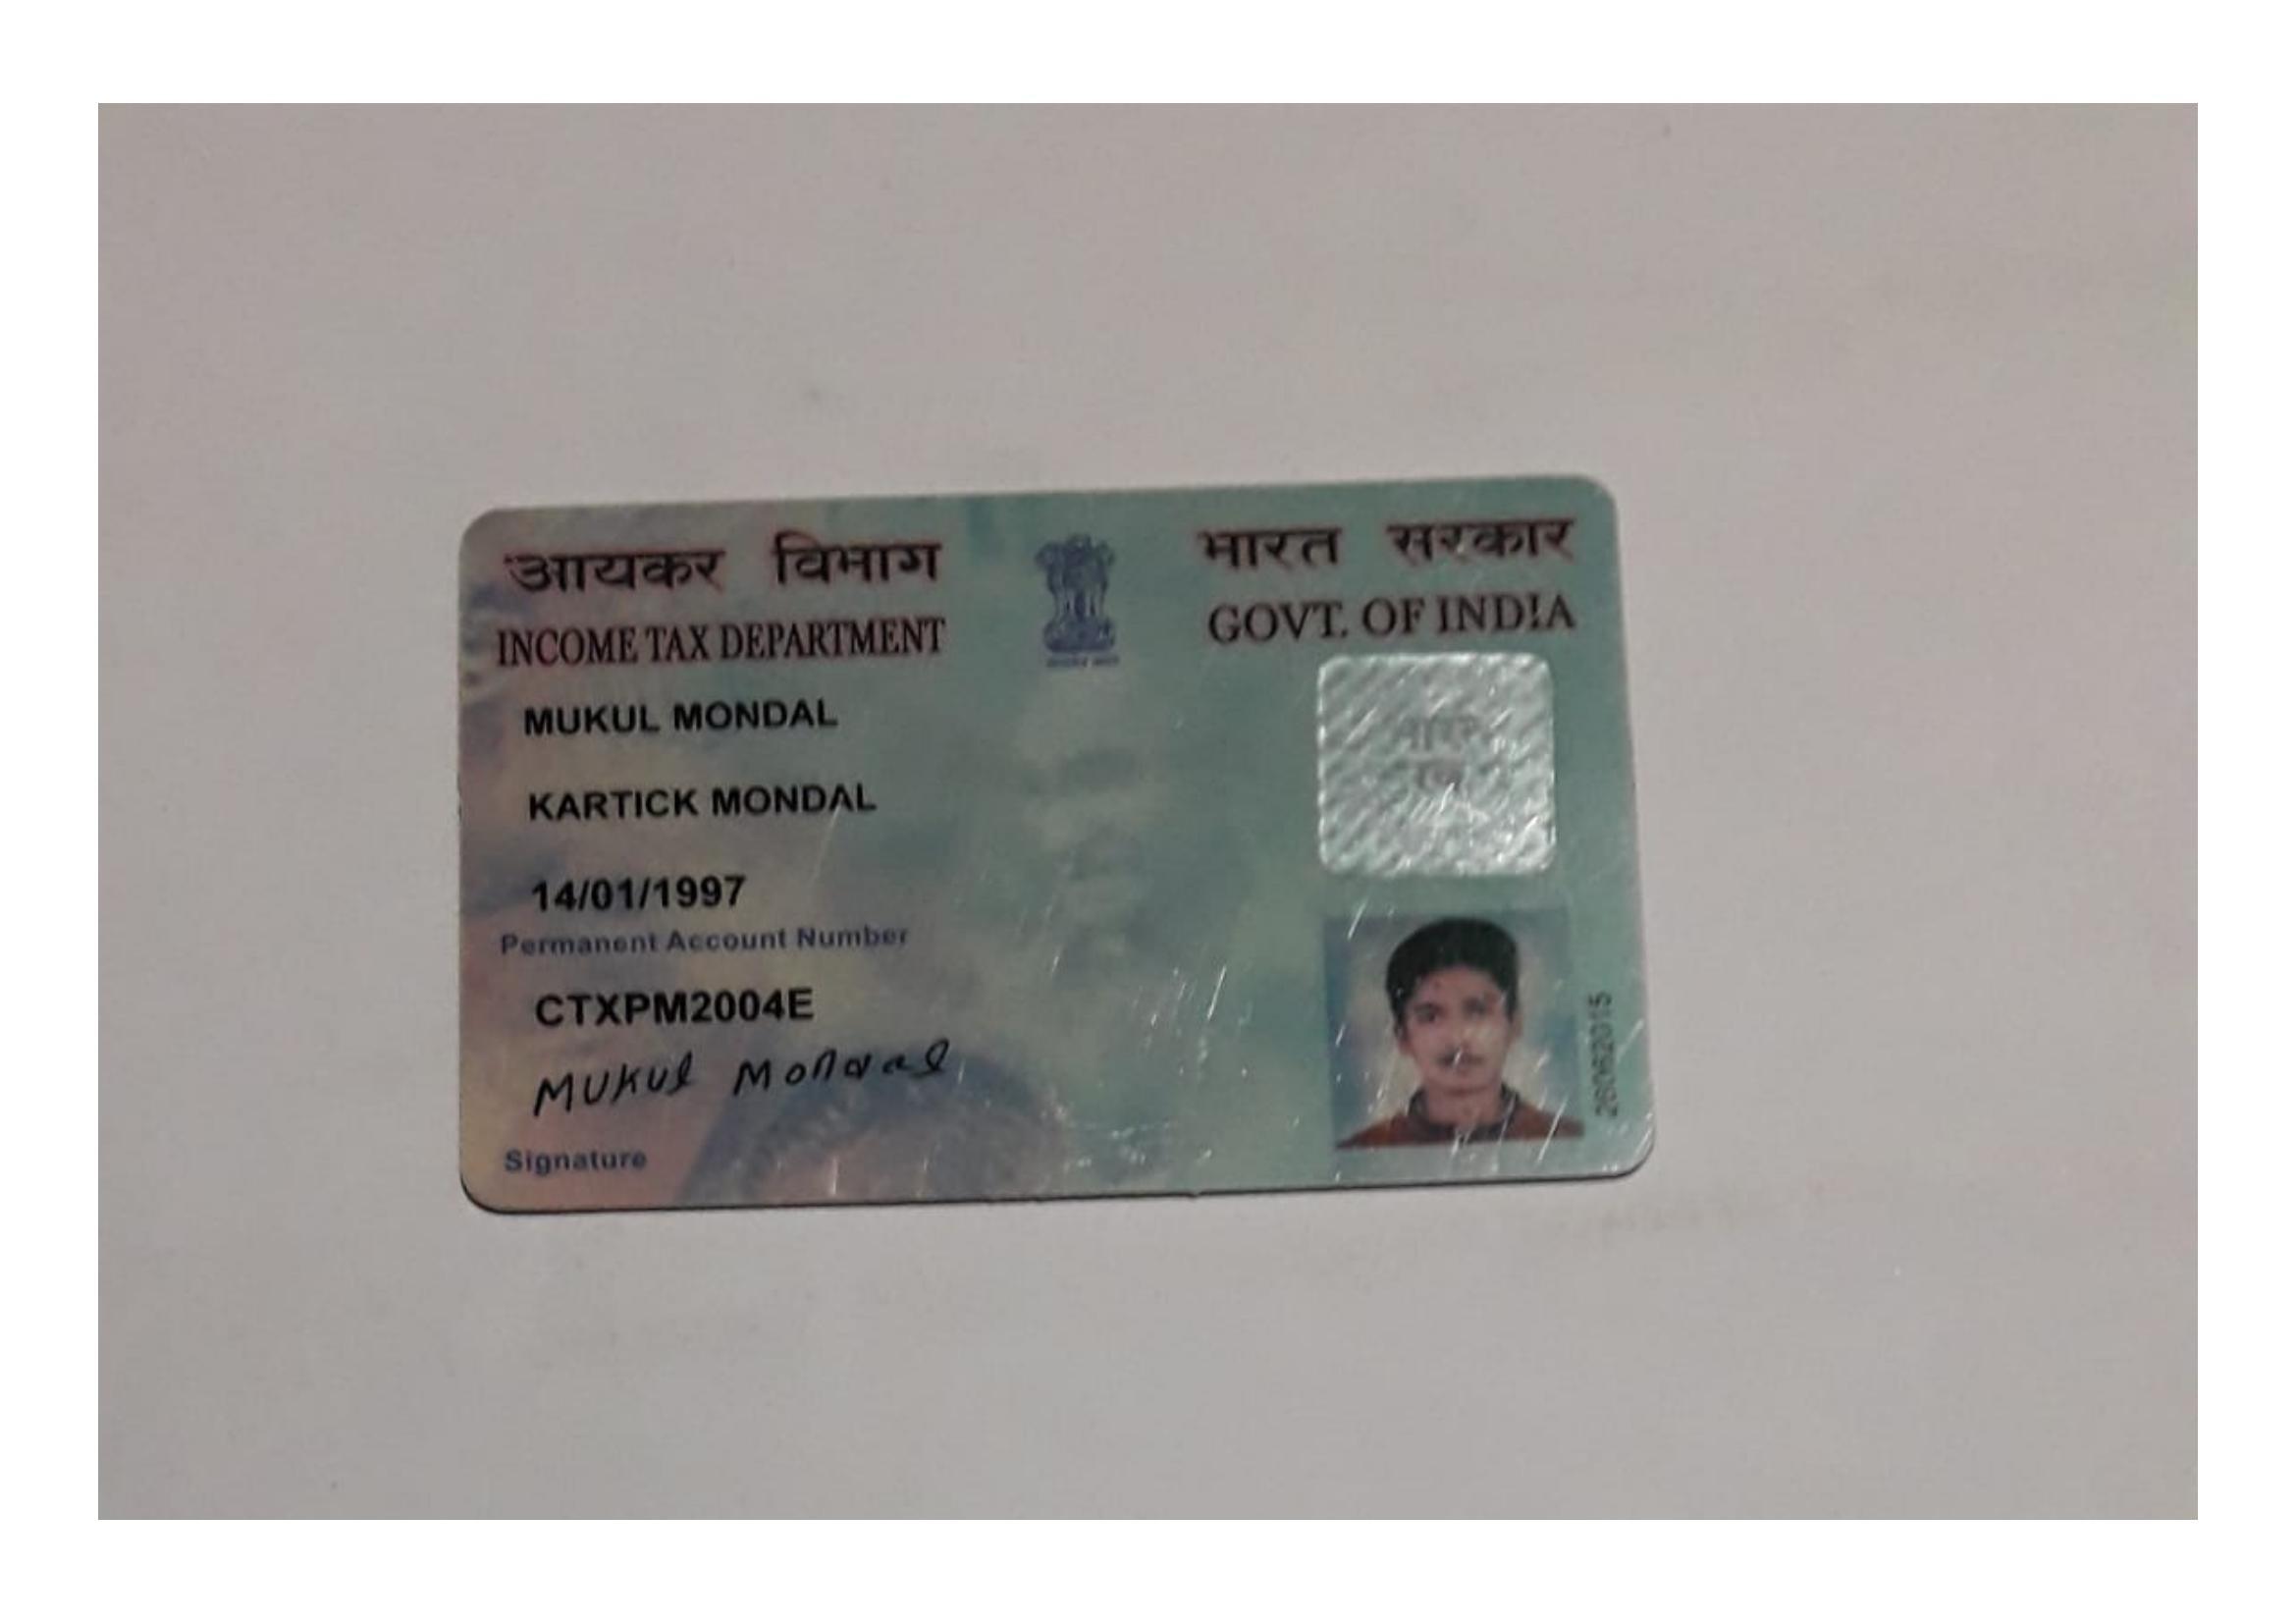 आयकर विभाग
INCOME TAX DEPARTMENT
भारत सरकार
GOVT. OF INDIA
MUKUL MONDAL
KARTICK MONDAL
14/01/1997
Permanent Account Number
CTXPM2004E
Mukul Mondal
Signature
26062015